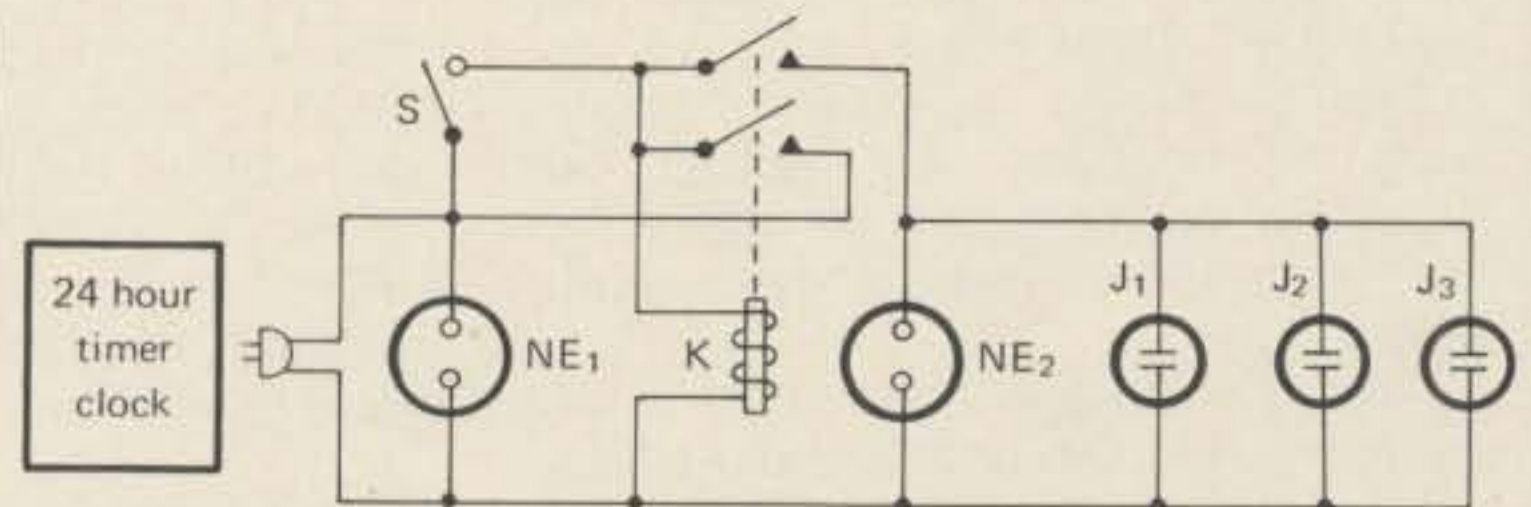 S
24 hour
timer
clock
NE₁
K
NE₂
J₁
J₂
J₃